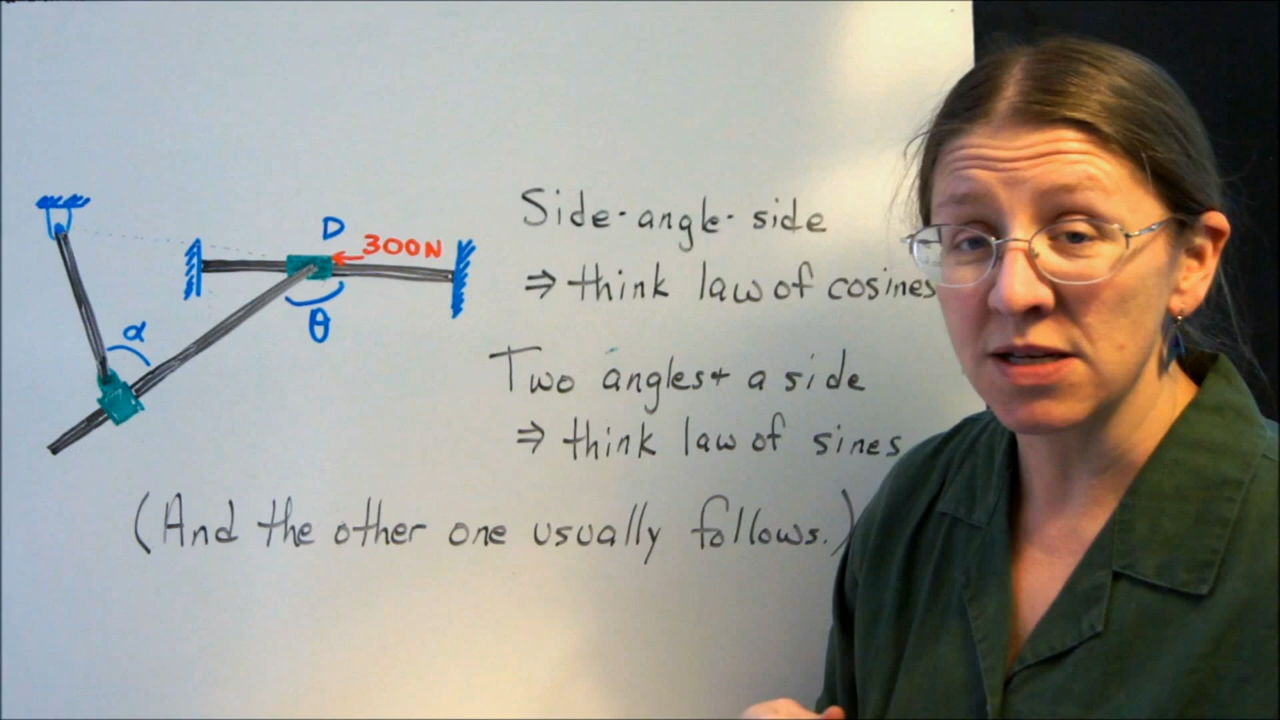 D
300N
α
θ
Side-angle-side
⇒ think law of cosines
Two angles + a side
⇒ think law of sines
(And the other one usually follows.)